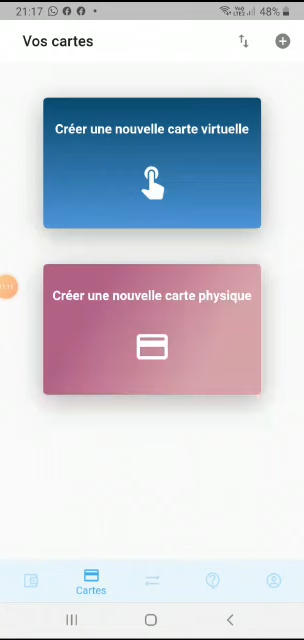 21:17
48%
Vos cartes
Créer une nouvelle carte virtuelle
Créer une nouvelle carte physique
Cartes